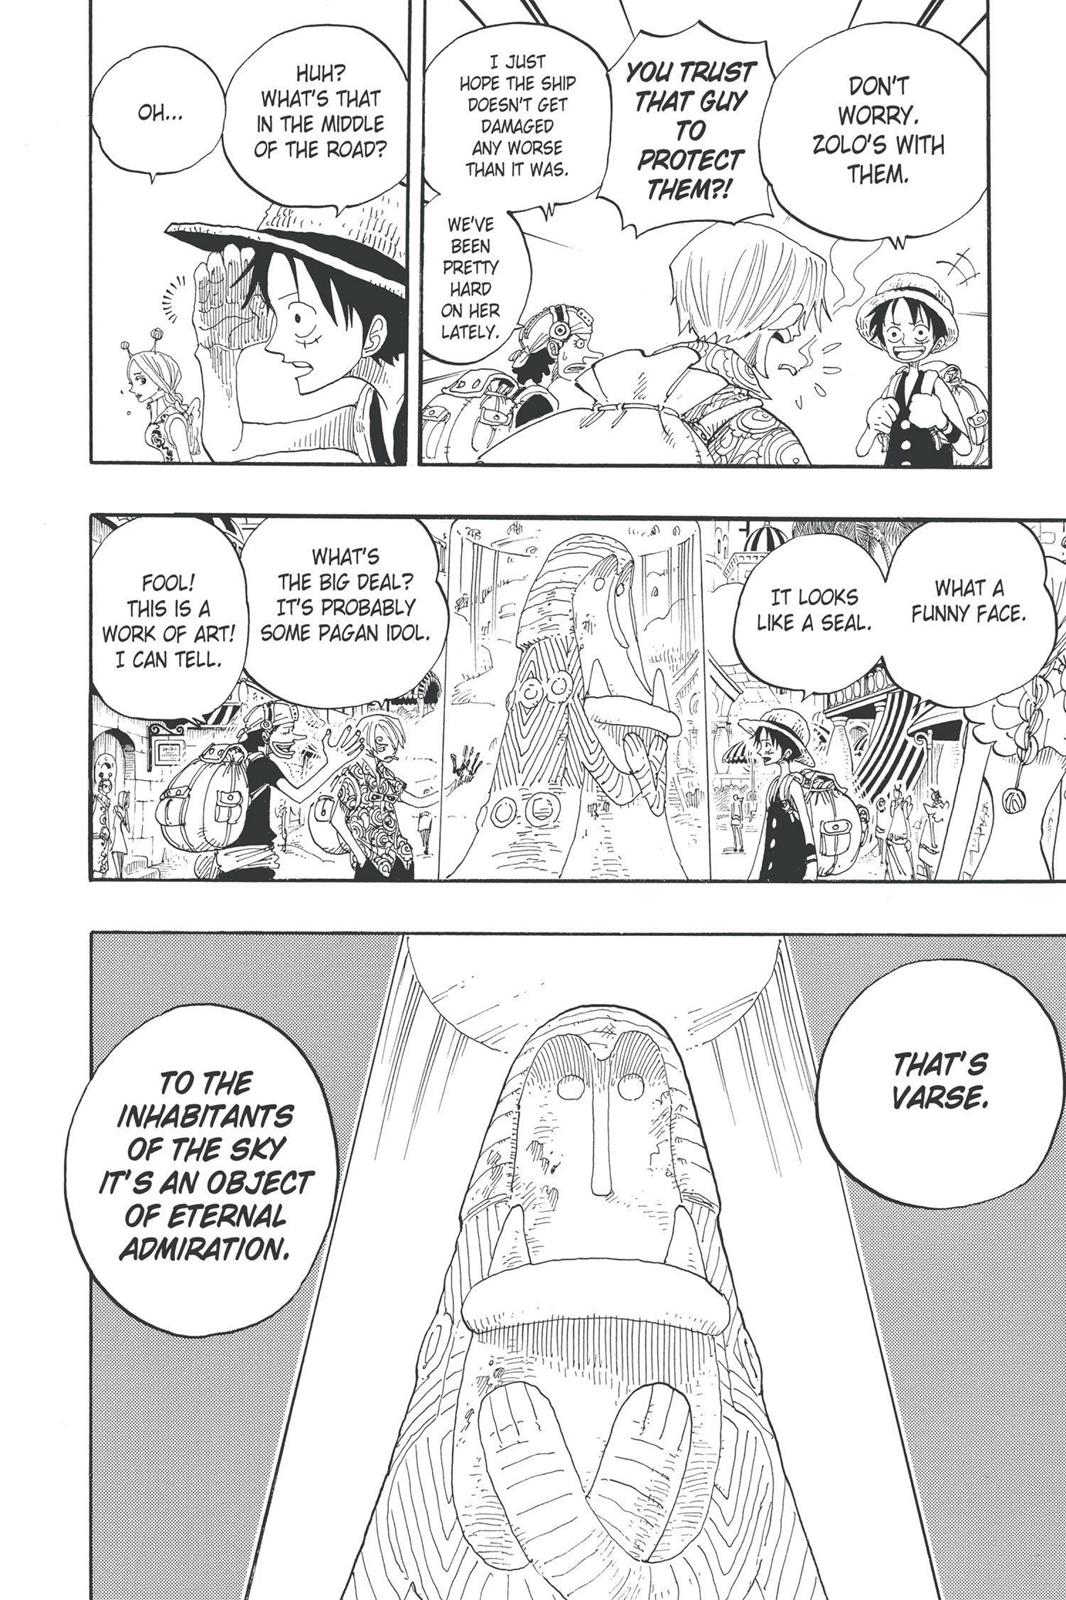 DON'T
WORRY.
ZOLO'S WITH
THEM.
YOU TRUST
THAT GUY
TO
PROTECT
THEM?!
I JUST
HOPE THE SHIP
DOESN'T GET
DAMAGED
ANY WORSE
THAN IT WAS.
WE'VE
BEEN
PRETTY
HARD
ON HER
LATELY.
HUH?
WHAT'S THAT
IN THE MIDDLE
OF THE ROAD?
OH...
WHAT A
FUNNY FACE.
IT LOOKS
LIKE A SEAL.
WHAT'S
THE BIG DEAL?
IT'S PROBABLY
SOME PAGAN IDOL.
FOOL!
THIS IS A
WORK OF ART!
I CAN TELL.
THAT'S
VARSE.
TO THE
INHABITANTS
OF THE SKY
IT'S AN OBJECT
OF ETERNAL
ADMIRATION.